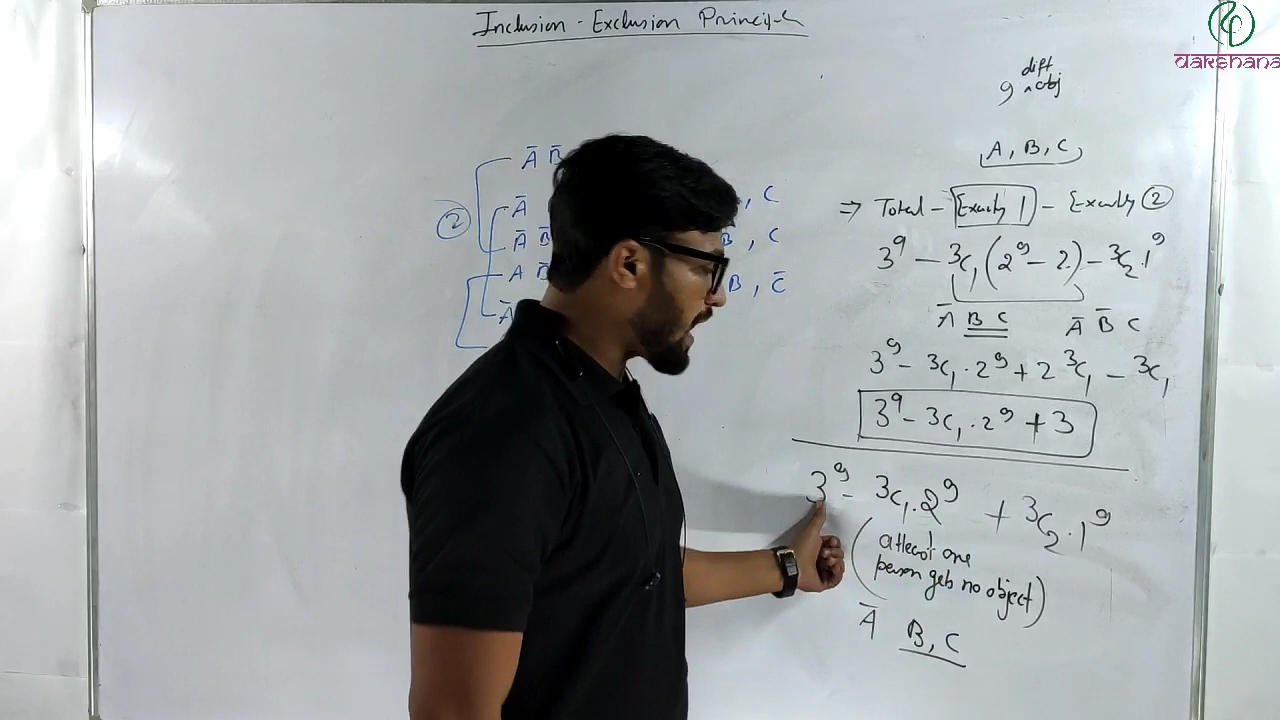 Inclusion - Exclusion Principle
dakshana
9 diff obj
A, B, C
⇒ Total - Exactly 1 - Exactly ②
3⁹ - ³C₁ (2⁹ - 2) - ³C₂ 1⁹
Ā B C Ā B̄ C
3⁹ - ³C₁ . 2⁹ + 2 ³C₁ - ³C₁
3⁹ - ³C₁ . 2⁹ + 3
3⁹ - ³C₁ . 2⁹ + ³C₂ . 1⁹
(atleast one
person gets no object)
Ā B, C
Ā B̄
② Ā , C
Ā B̄ B , C
A B̄ B , C̄
Ā